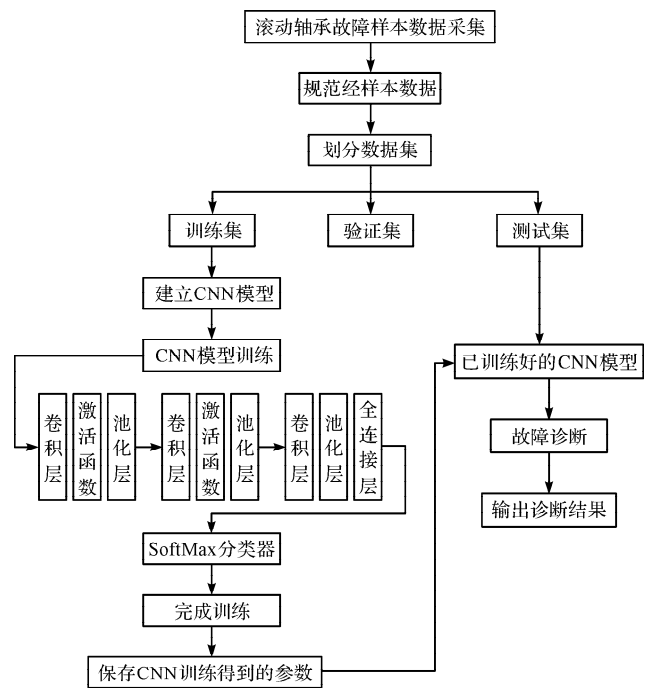 滚动轴承故障样本数据采集
规范经样本数据
划分数据集
训练集
验证集
测试集
建立CNN模型
CNN模型训练
已训练好的CNN模型
卷积层
激活函数
池化层
卷积层
激活函数
池化层
卷积层
池化层
全连接层
故障诊断
输出诊断结果
SoftMax分类器
完成训练
保存CNN训练得到的参数